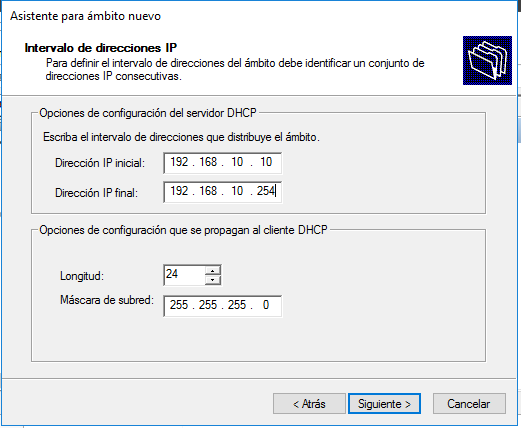 Asistente para ámbito nuevo
Intervalo de direcciones IP
Para definir el intervalo de direcciones del ámbito debe identificar un conjunto de
direcciones IP consecutivas.
Opciones de configuración del servidor DHCP
Escriba el intervalo de direcciones que distribuye el ámbito.
Dirección IP inicial: 192 . 168 . 10 . 10
Dirección IP final: 192 . 168 . 10 . 254
Opciones de configuración que se propagan al cliente DHCP
Longitud: 24
Máscara de subred: 255 . 255 . 255 . 0
< Atrás Siguiente > Cancelar